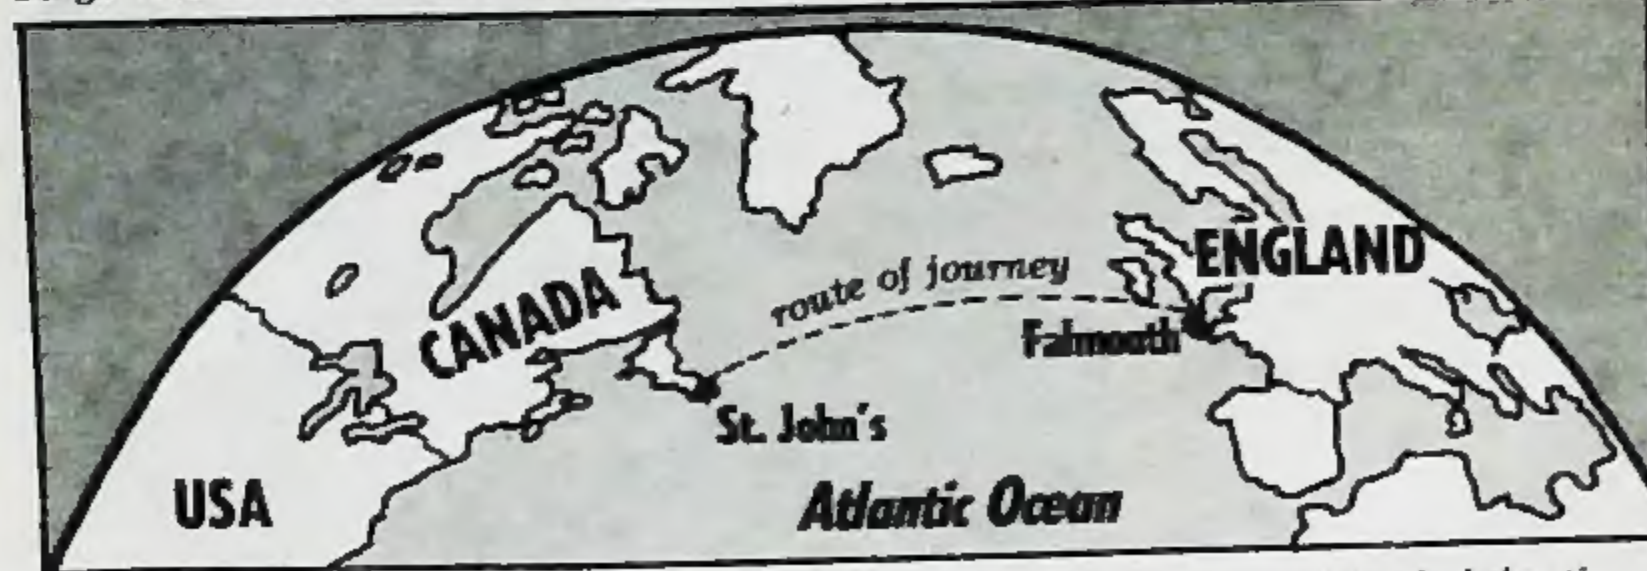 ENGLAND
route of journey
CANADA
Falmouth
St. John's
USA
Atlantic Ocean